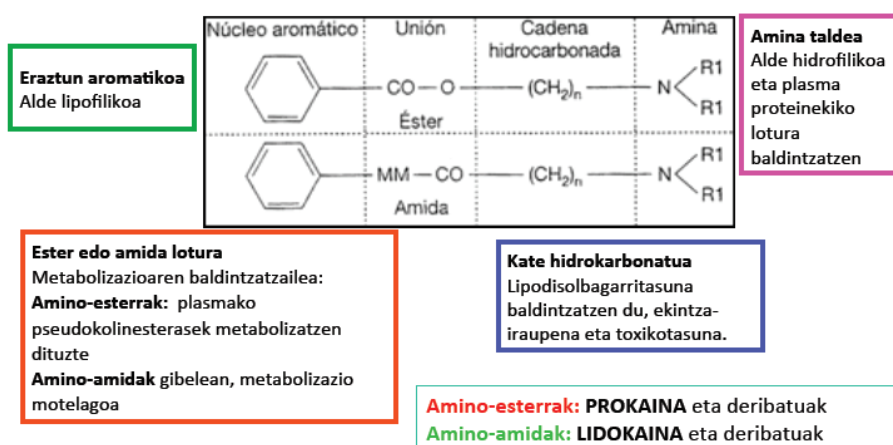 Núcleo aromático Unión Cadena hidrocarbonada Amina
CO—O (CH₂)n N R1 R1
Éster
MM—CO (CH₂)n N R1 R1
Amida
Eraztun aromatikoa
Alde lipofilikoa
Amina taldea
Alde hidrofilikoa
eta plasma
proteinekiko
lotura
baldintzatzen
Ester edo amida lotura
Metabolizazioaren baldintzatzailea:
Amino-esterrak: plasmako
pseudokolinesterasek metabolizatzen
dituzte
Amino-amidak gibelean, metabolizazio
motelagoa
Kate hidrokarbonatua
Lipodisolbagarritasuna
baldintzatzen du, ekintza-
iraupena eta toxikotasuna.
Amino-esterrak: PROKAINA eta deribatuak
Amino-amidak: LIDOKAINA eta deribatuak